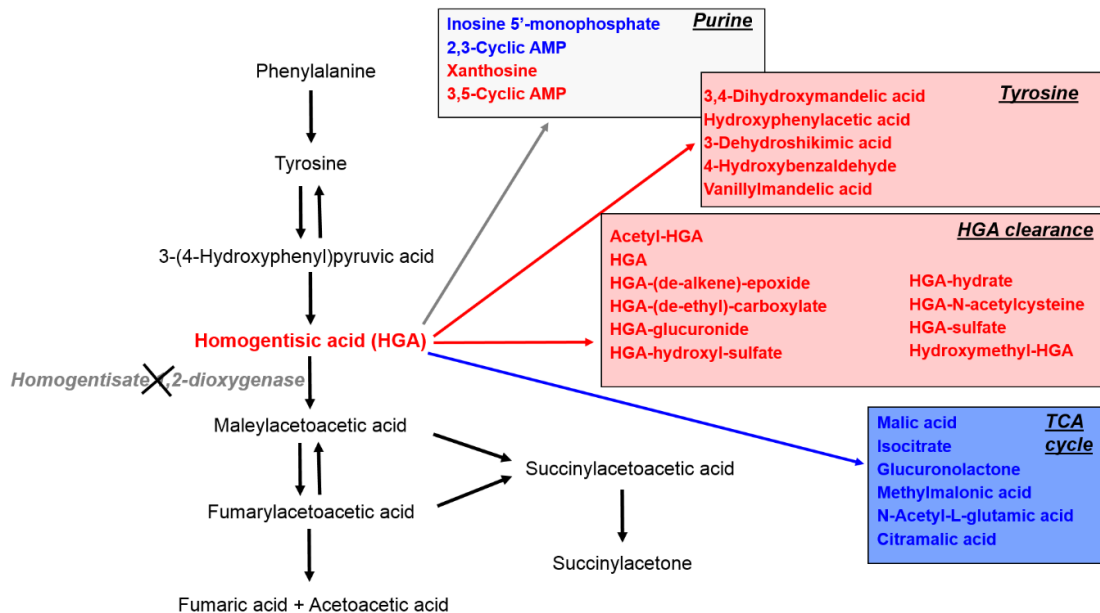 Phenylalanine
Tyrosine
3-(4-Hydroxyphenyl)pyruvic acid
Homogentisic acid (HGA)
Homogentisate 1,2-dioxygenase
Maleylacetoacetic acid
Fumarylacetoacetic acid
Fumaric acid + Acetoacetic acid
Succinylacetoacetic acid
Succinylacetone
Purine
Inosine 5’-monophosphate
2,3-Cyclic AMP
Xanthosine
3,5-Cyclic AMP
Tyrosine
3,4-Dihydroxymandelic acid
Hydroxyphenylacetic acid
3-Dehydroshikimic acid
4-Hydroxybenzaldehyde
Vanillylmandelic acid
HGA clearance
Acetyl-HGA
HGA
HGA-(de-alkene)-epoxide
HGA-(de-ethyl)-carboxylate
HGA-glucuronide
HGA-hydroxyl-sulfate
HGA-hydrate
HGA-N-acetylcysteine
HGA-sulfate
Hydroxymethyl-HGA
TCA
cycle
Malic acid
Isocitrate
Glucuronolactone
Methylmalonic acid
N-Acetyl-L-glutamic acid
Citramalic acid